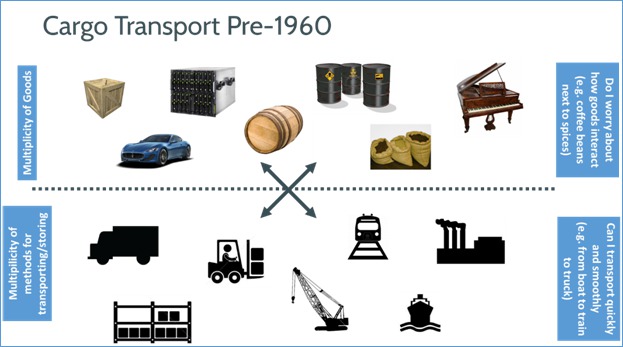 Cargo Transport Pre-1960
Multiplicity of Goods
Do I worry about
how goods interact
(e.g. coffee beans
next to spices)
Multiplicity of
methods for
transporting/storing
Can I transport quickly
and smoothly
(e.g. from boat to train
to truck)